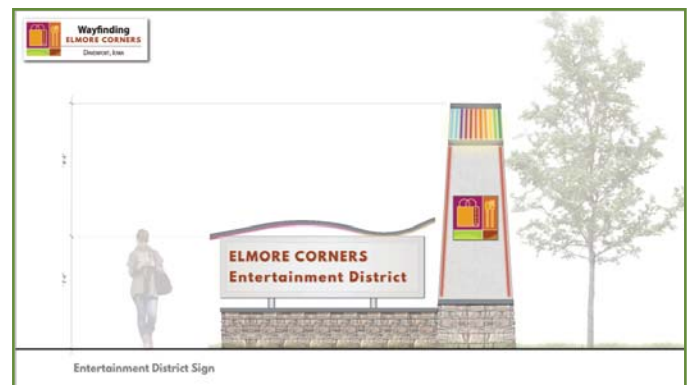 Wayfinding
ELMORE CORNERS
Davenport, Iowa
ELMORE CORNERS
Entertainment District
Entertainment District Sign